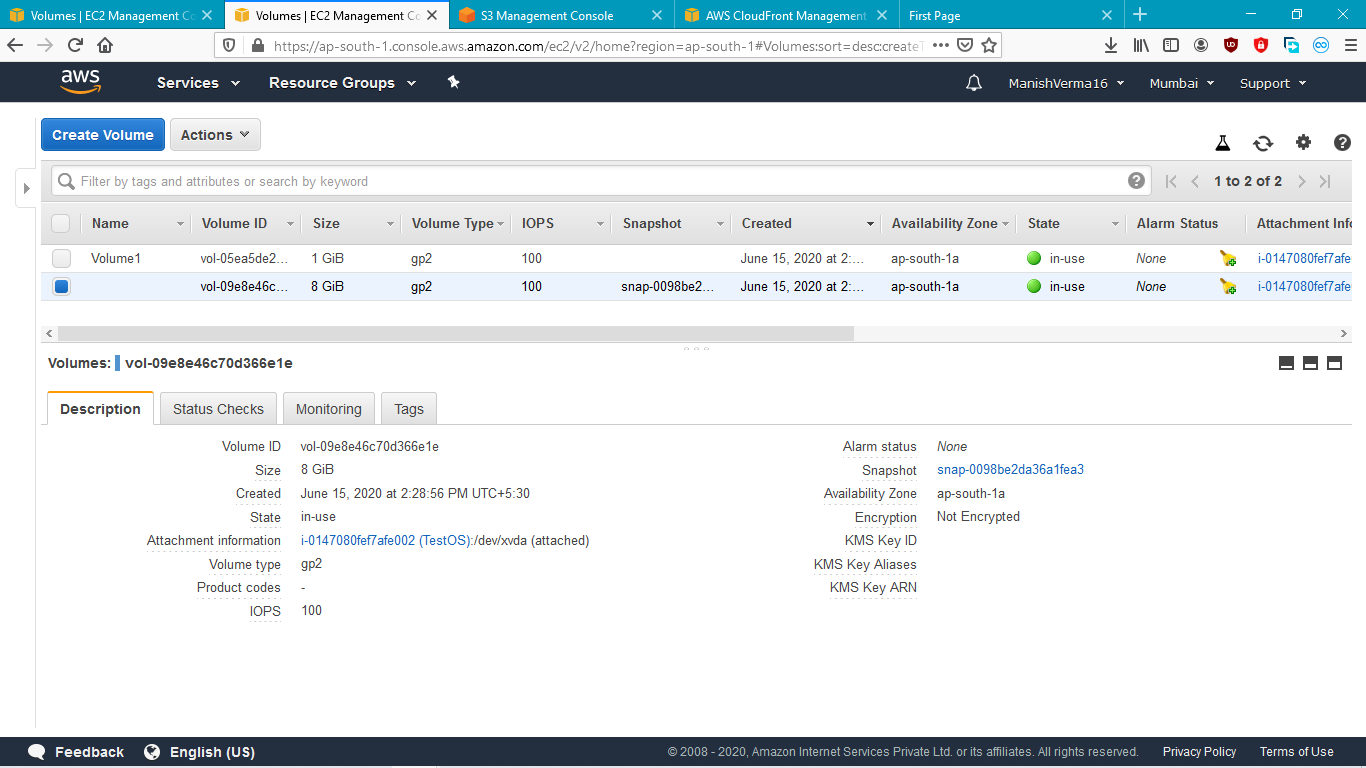 Volumes | EC2 Management Co
Volumes | EC2 Management Co
S3 Management Console
AWS CloudFront Management
First Page
https://ap-south-1.console.aws.amazon.com/ec2/v2/home?region=ap-south-1#Volumes:sort=desc:createT
aws
Services
Resource Groups
ManishVerma16
Mumbai
Support
Create Volume
Actions
Filter by tags and attributes or search by keyword
1 to 2 of 2
Name Volume ID Size Volume Type IOPS Snapshot Created Availability Zone State Alarm Status Attachment Info
Volume1 vol-05ea5de2... 1 GiB gp2 100 June 15, 2020 at 2:... ap-south-1a in-use None i-0147080fef7afe
vol-09e8e46c... 8 GiB gp2 100 snap-0098be2... June 15, 2020 at 2:... ap-south-1a in-use None i-0147080fef7afe
Volumes: vol-09e8e46c70d366e1e
Description
Status Checks
Monitoring
Tags
Volume ID vol-09e8e46c70d366e1e
Size 8 GiB
Created June 15, 2020 at 2:28:56 PM UTC+5:30
State in-use
Attachment information i-0147080fef7afe002 (TestOS):/dev/xvda (attached)
Volume type gp2
Product codes -
IOPS 100
Alarm status None
Snapshot snap-0098be2da36a1fea3
Availability Zone ap-south-1a
Encryption Not Encrypted
KMS Key ID
KMS Key Aliases
KMS Key ARN
Feedback
English (US)
© 2008 - 2020, Amazon Internet Services Private Ltd. or its affiliates. All rights reserved.
Privacy Policy
Terms of Use